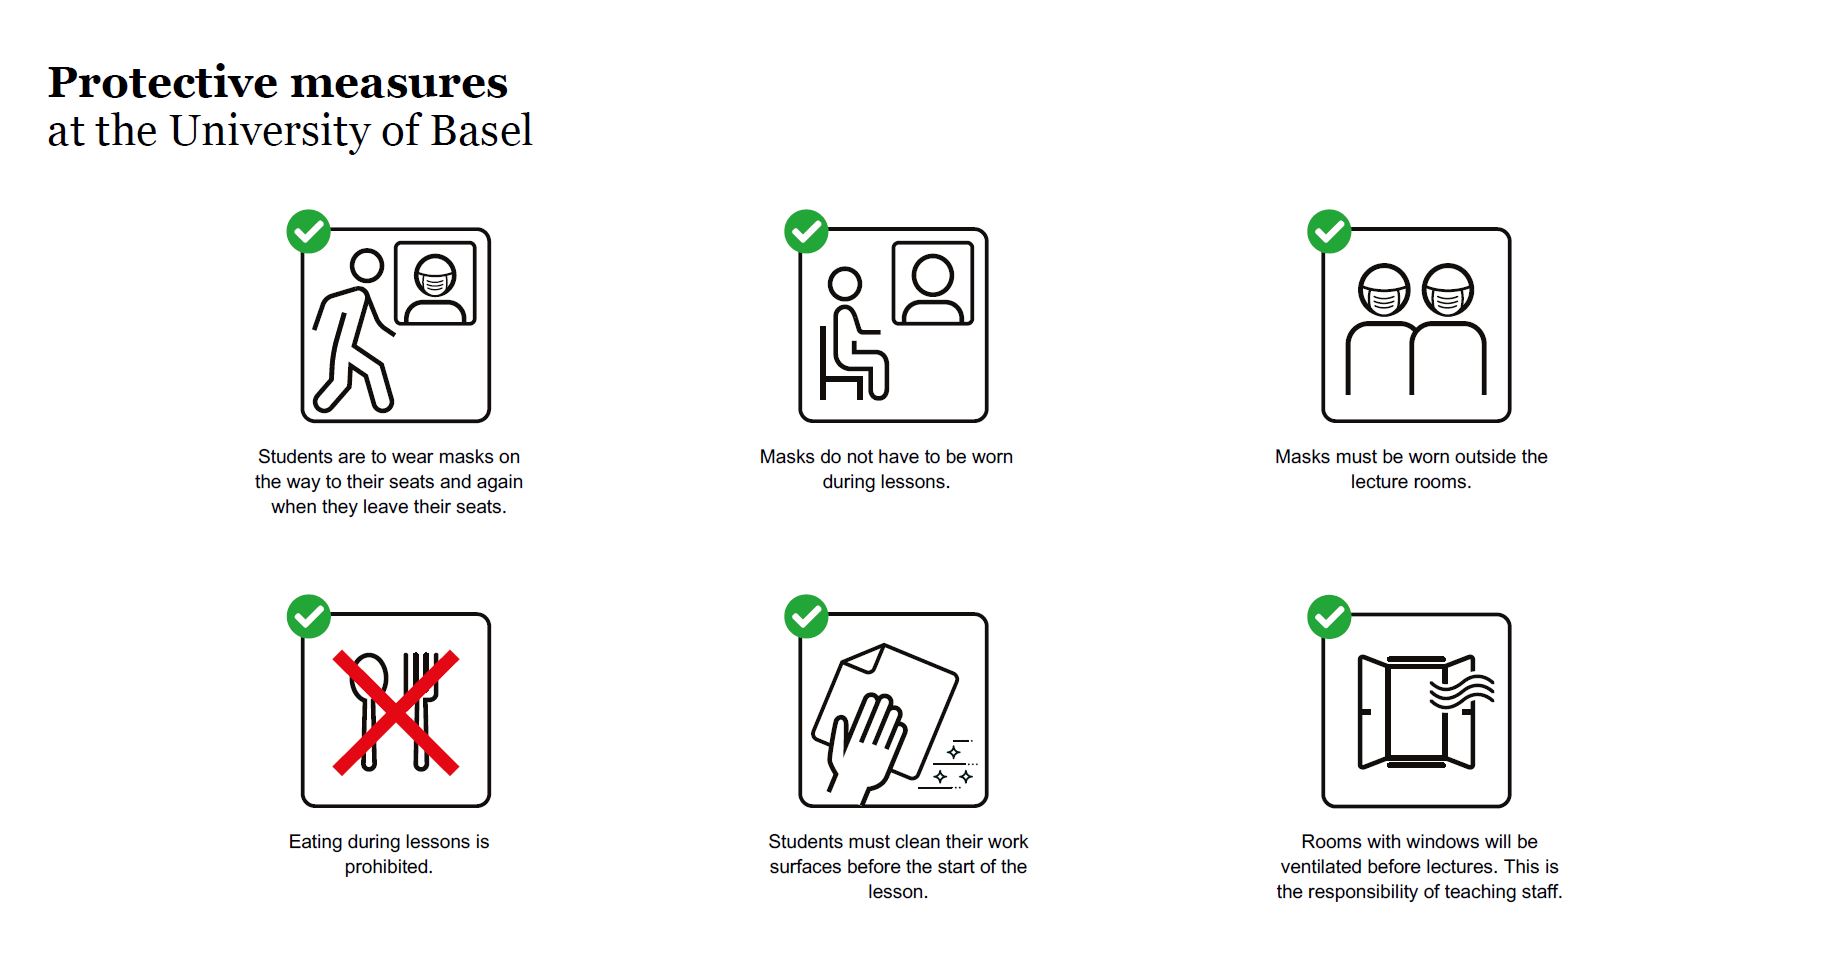 Protective measures
at the University of Basel
Students are to wear masks on
the way to their seats and again
when they leave their seats.
Masks do not have to be worn
during lessons.
Masks must be worn outside the
lecture rooms.
Eating during lessons is
prohibited.
Students must clean their work
surfaces before the start of the
lesson.
Rooms with windows will be
ventilated before lectures. This is
the responsibility of teaching staff.